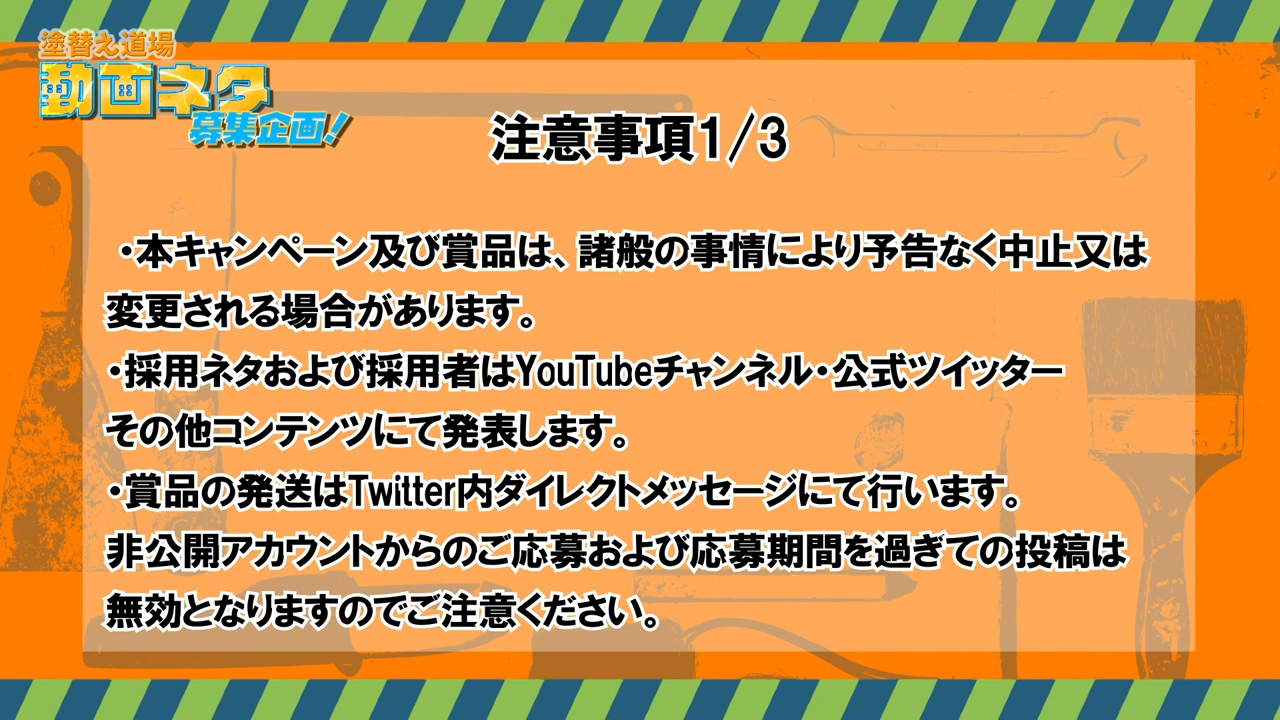 塗替え道場
動画ネタ
募集企画!
注意事項1/3
・本キャンペーン及び賞品は、諸般の事情により予告なく中止又は
変更される場合があります。
・採用ネタおよび採用者はYouTubeチャンネル・公式ツイッター
その他コンテンツにて発表します。
・賞品の発送はTwitter内ダイレクトメッセージにて行います。
非公開アカウントからのご応募および応募期間を過ぎての投稿は
無効となりますのでご注意ください。